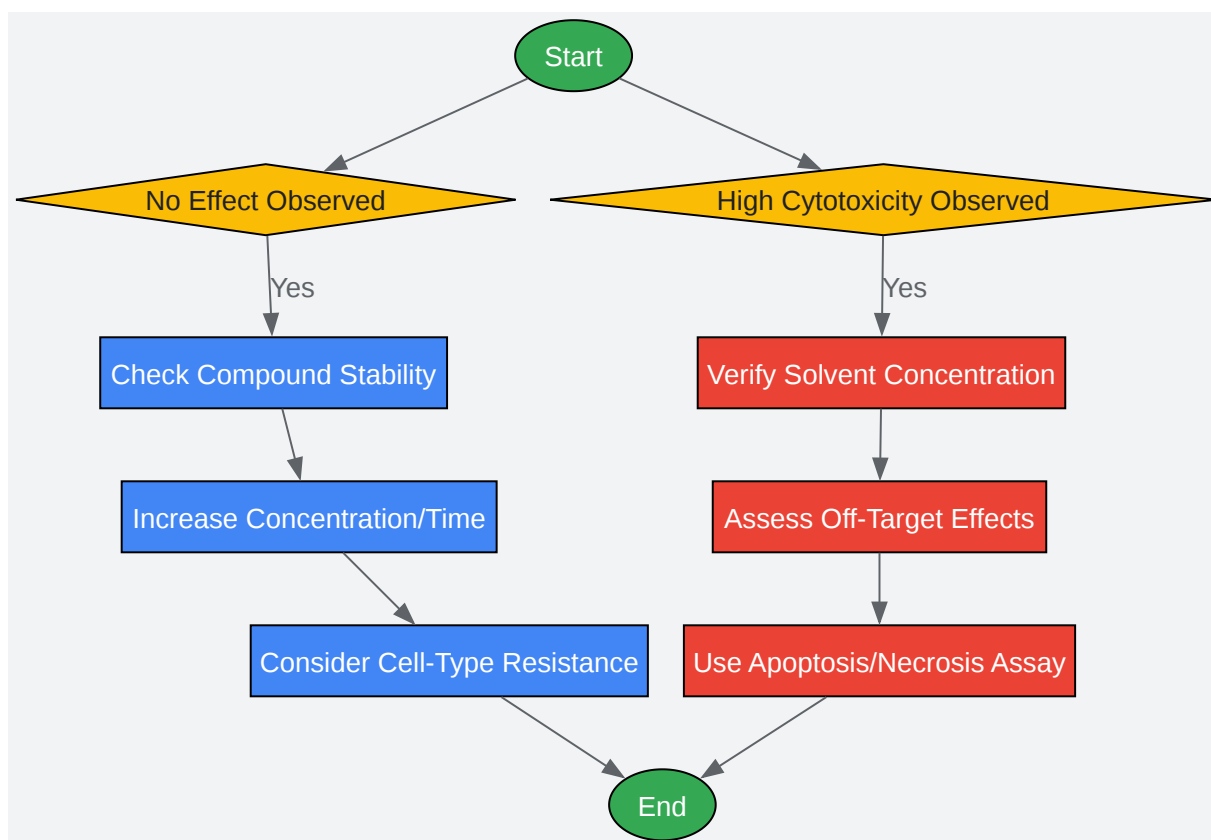 Start
No Effect Observed
High Cytotoxicity Observed
Yes
Yes
Check Compound Stability
Verify Solvent Concentration
Increase Concentration/Time
Assess Off-Target Effects
Consider Cell-Type Resistance
Use Apoptosis/Necrosis Assay
End